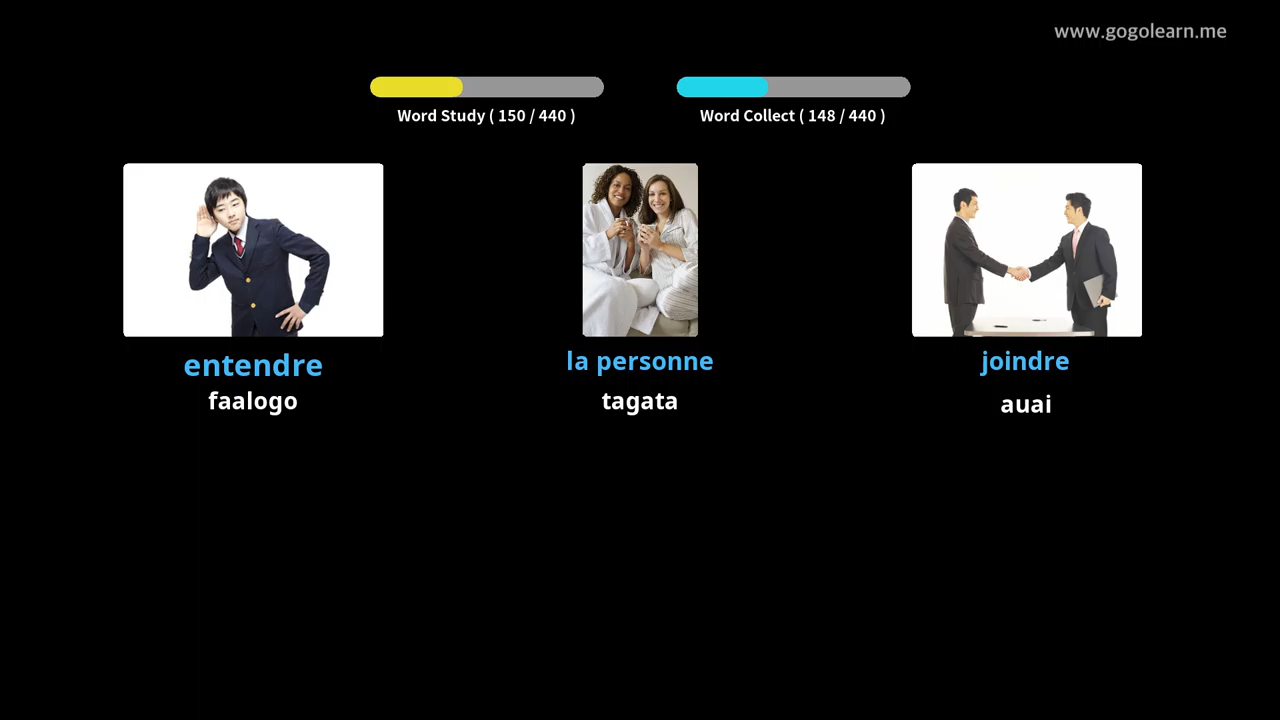 www.gogolearn.me
Word Study ( 150 / 440 )
Word Collect ( 148 / 440 )
entendre
faalogo
la personne
tagata
joindre
auai